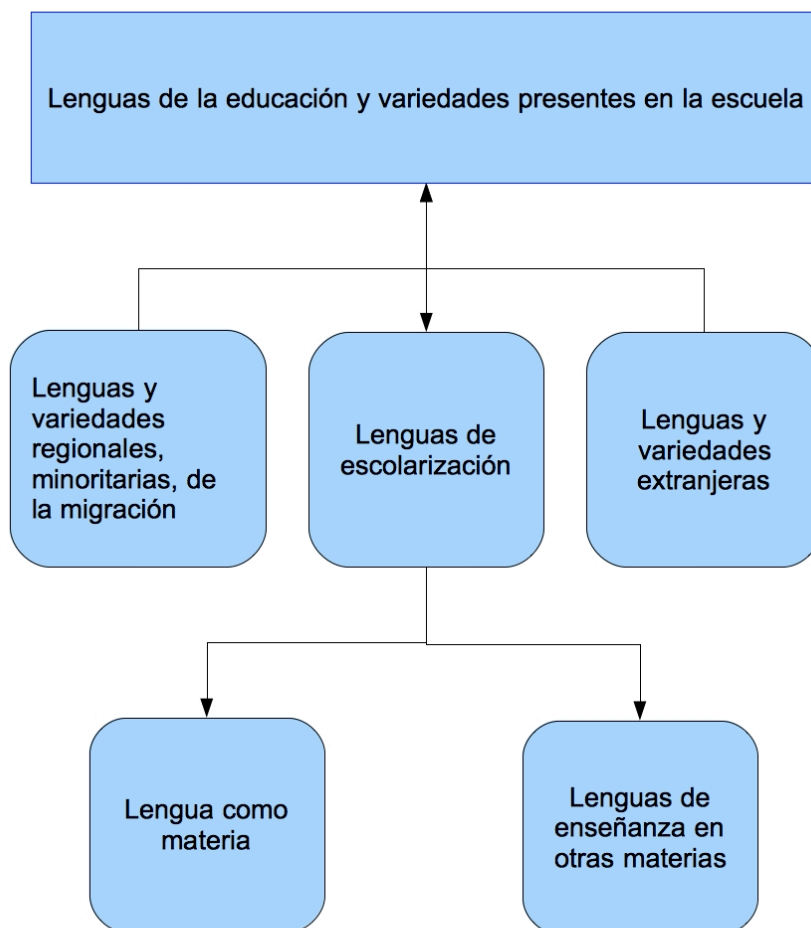 Lenguas de la educación y variedades presentes en la escuela
Lenguas y
variedades
regionales,
minoritarias, de
la migración
Lenguas de
escolarización
Lenguas y
variedades
extranjeras
Lengua como
materia
Lenguas de
enseñanza en
otras materias